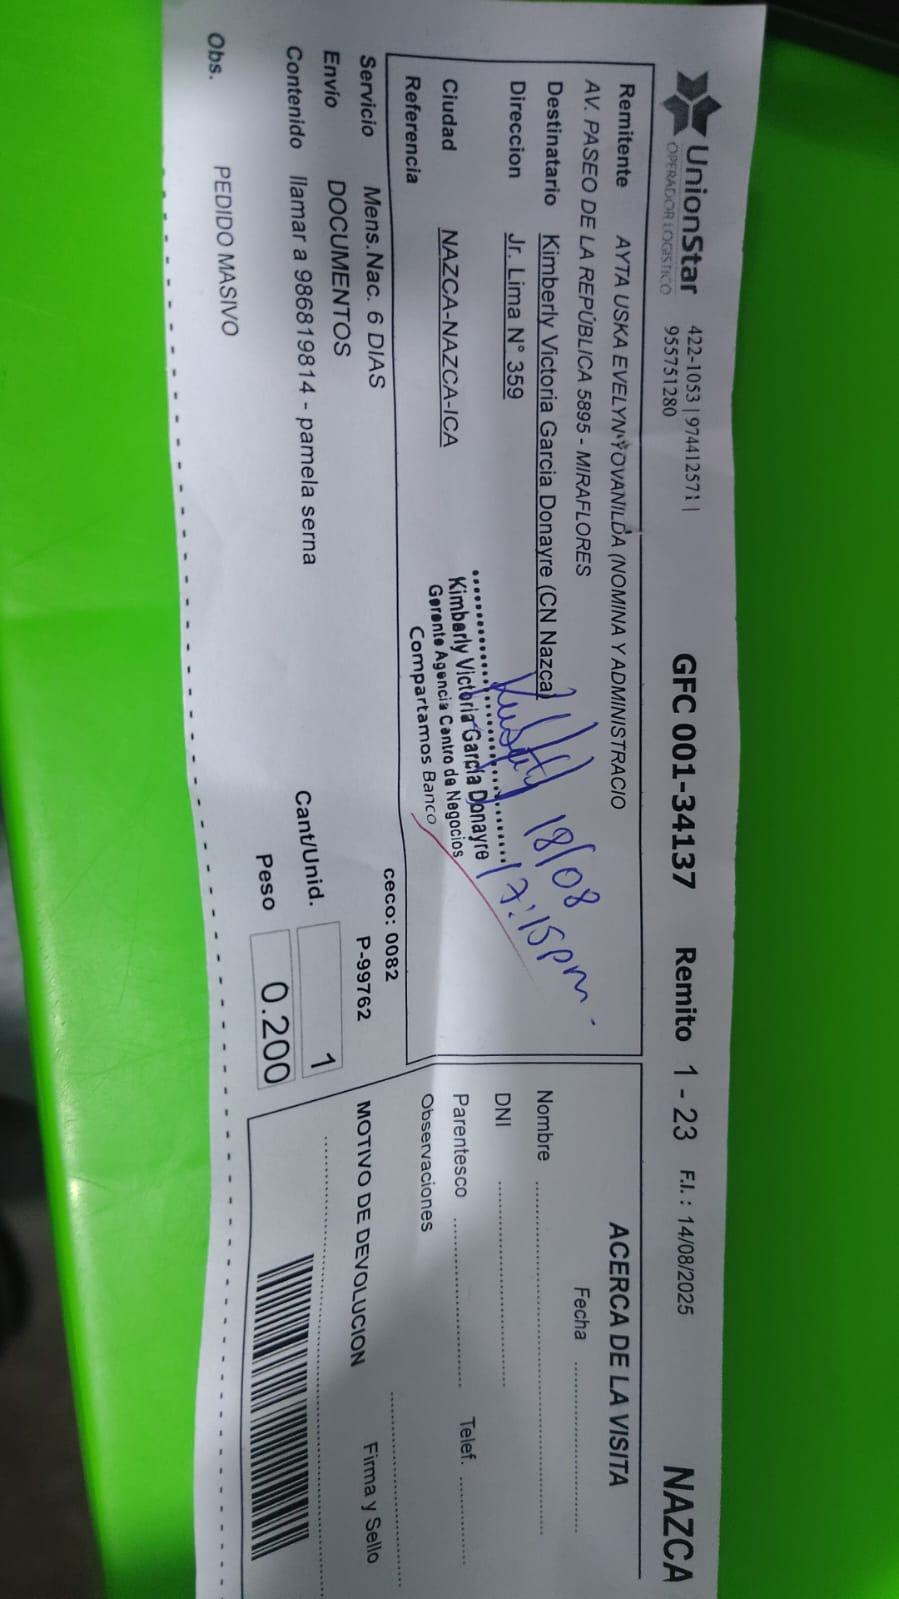 UnionStar
OPERADOR LOGISTICO
422-1053 | 974412571 |
955751280
GFC 001-34137
Remito 1 - 23
F.I.: 14/08/2025
NAZCA
Remitente AYTA USKA EVELYN YOVANILDA (NOMINA Y ADMINISTRACIO
AV. PASEO DE LA REPÚBLICA 5895 - MIRAFLORES
Destinatario Kimberly Victoria Garcia Donayre (CN Nazca)
Direccion Jr. Lima N° 359
Ciudad NAZCA-NAZCA-ICA
Referencia
18/08
17:15pm.
Kimberly Victoria García Donayre
Gerente Agencia Centro de Negocios
Compartamos Banco
ceco: 0082
Servicio Mens.Nac. 6 DIAS
P-99762
Envío DOCUMENTOS
Contenido llamar a 986819814 - pamela serna
Cant/Unid. 1
Peso 0.200
Obs. PEDIDO MASIVO
ACERCA DE LA VISITA
Fecha
Nombre
DNI
Parentesco
Telef.
Observaciones
MOTIVO DE DEVOLUCION
Firma y Sello